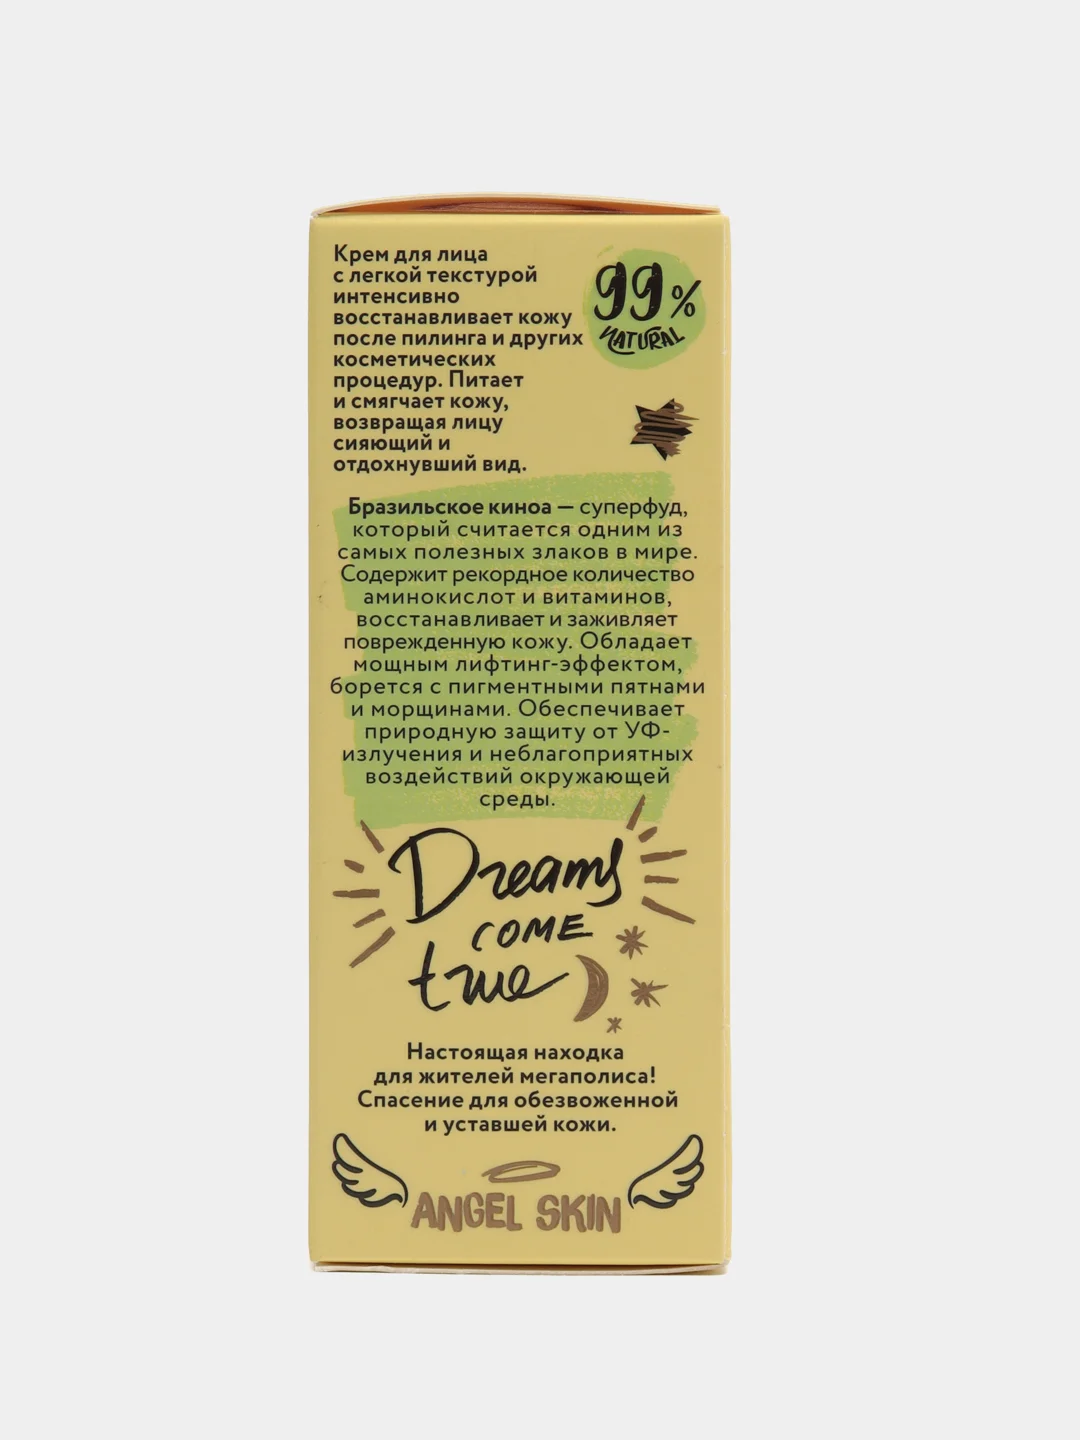 Крем для лица
с легкой текстурой
интенсивно
восстанавливает кожу
после пилинга и других
косметических
процедур. Питает
и смягчает кожу,
возвращая лицу
сияющий и
отдохнувший вид.
99%
NATURAL
Бразильское киноа — суперфуд,
который считается одним из
самых полезных злаков в мире.
Содержит рекордное количество
аминокислот и витаминов,
восстанавливает и заживляет
поврежденную кожу. Обладает
мощным лифтинг-эффектом,
борется с пигментными пятнами
и морщинами. Обеспечивает
природную защиту от УФ-
излучения и неблагоприятных
воздействий окружающей
среды.
Dreams
COME
true
Настоящая находка
для жителей мегаполиса!
Спасение для обезвоженной
и уставшей кожи.
ANGEL SKIN